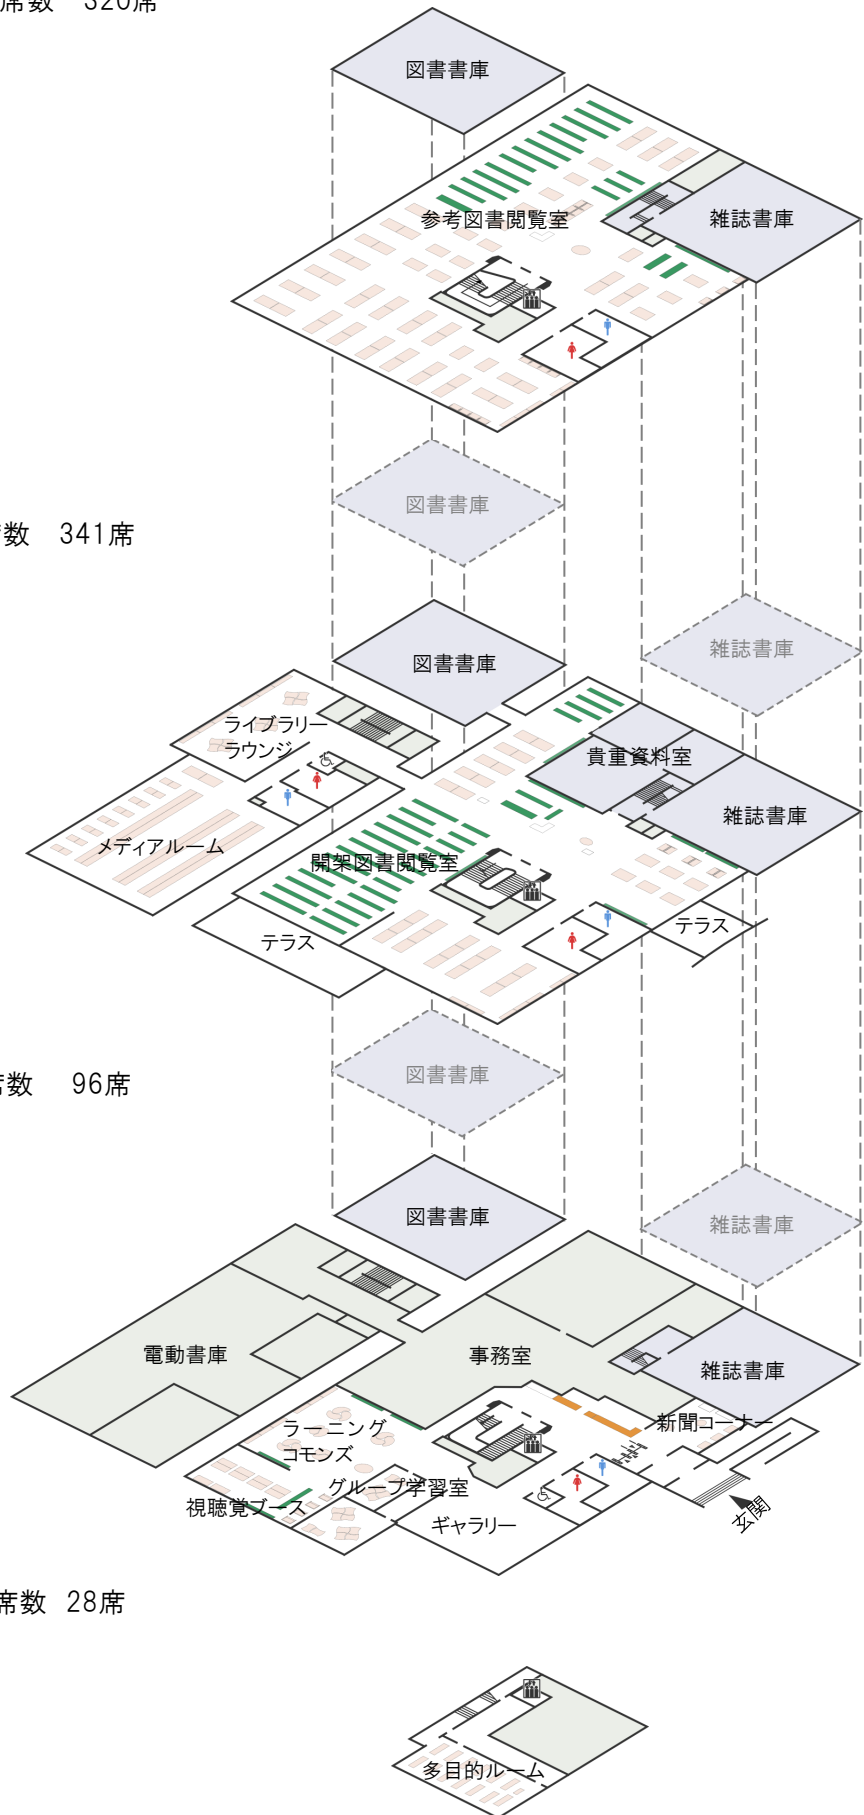 席数 320席
図書書庫
参考図書閲覧室
雑誌書庫
図書書庫
数 341席
雑誌書庫
図書書庫
ライブラリー
ラウンジ
貴重資料室
雑誌書庫
メディアルーム
開架図書閲覧室
テラス
テラス
図書書庫
席数 96席
図書書庫
雑誌書庫
電動書庫
事務室
雑誌書庫
新聞コーナー
ラーニング
コモンズ
グループ学習室
視聴覚ブース
ギャラリー
玄関
席数 28席
多目的ルーム